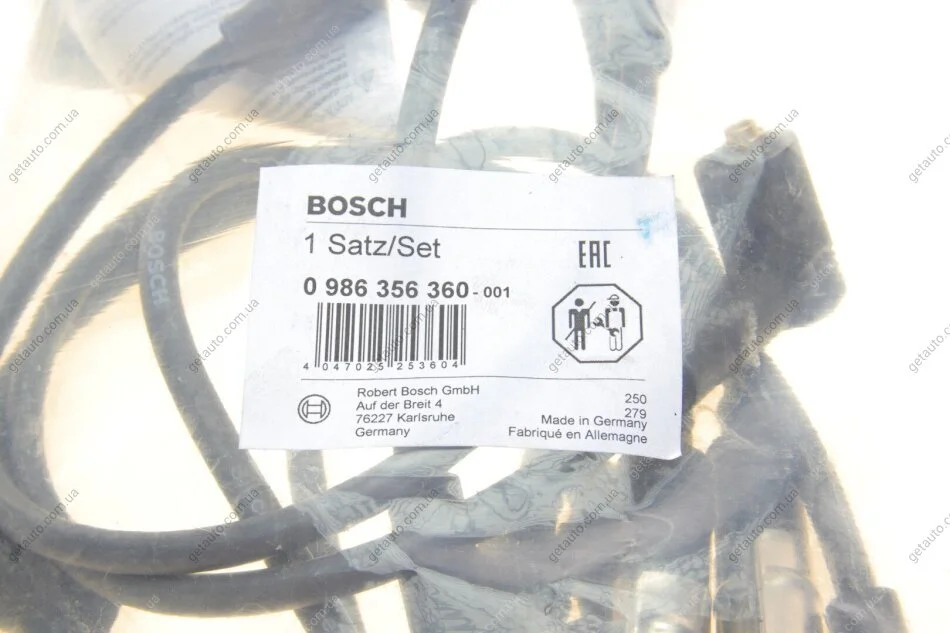 BOSCH
1 Satz/Set
EAC
0 986 356 360 - 001
4 047025 253604
Robert Bosch GmbH
Auf der Breit 4
76227 Karlsruhe
Germany
250
279
Made in Germany
Fabriqué en Allemagne
BOSCH
getauto.com.ua